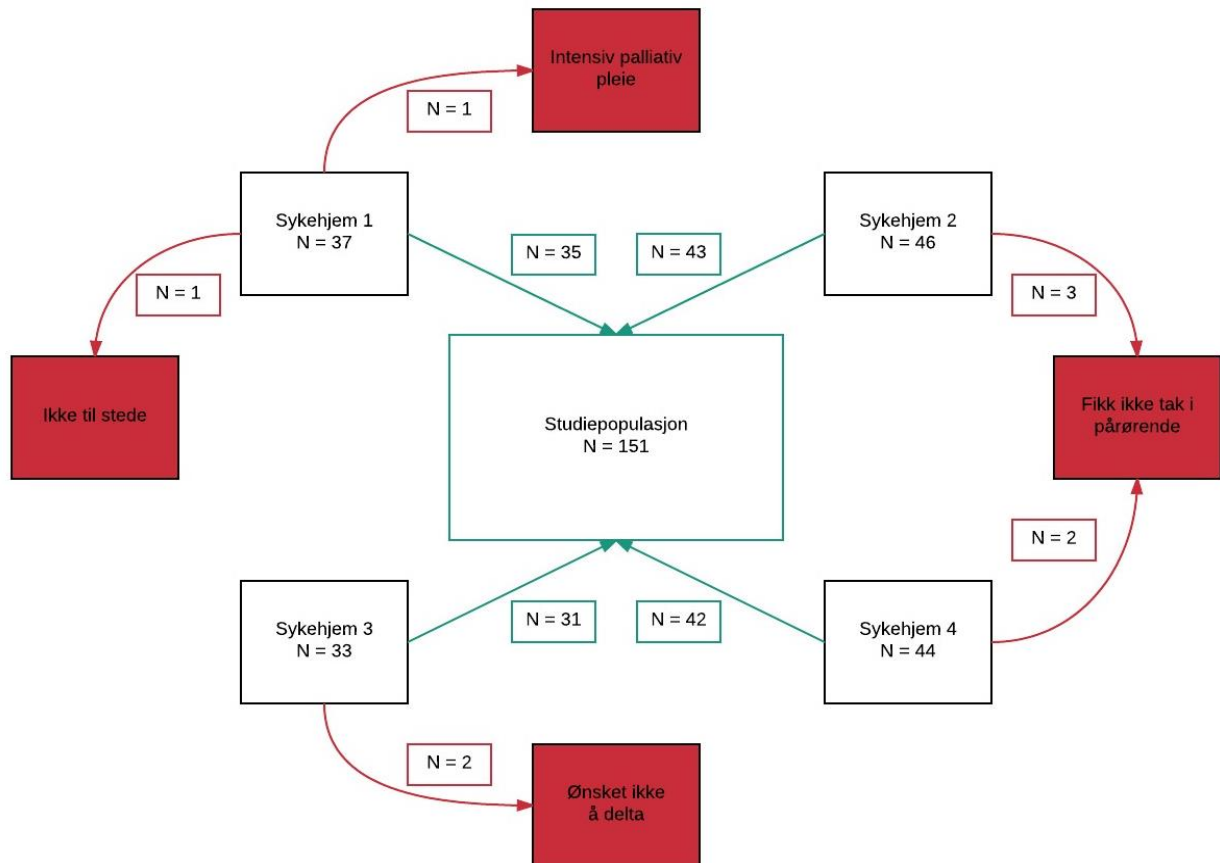 Intensiv palliativ
pleie
N = 1
Sykehjem 1
N = 37
Sykehjem 2
N = 46
N = 35
N = 43
N = 1
N = 3
Ikke til stede
Studiepopulasjon
N = 151
Fikk ikke tak i
pårørende
N = 2
Sykehjem 3
N = 33
N = 31
N = 42
Sykehjem 4
N = 44
N = 2
Ønsket ikke
å delta